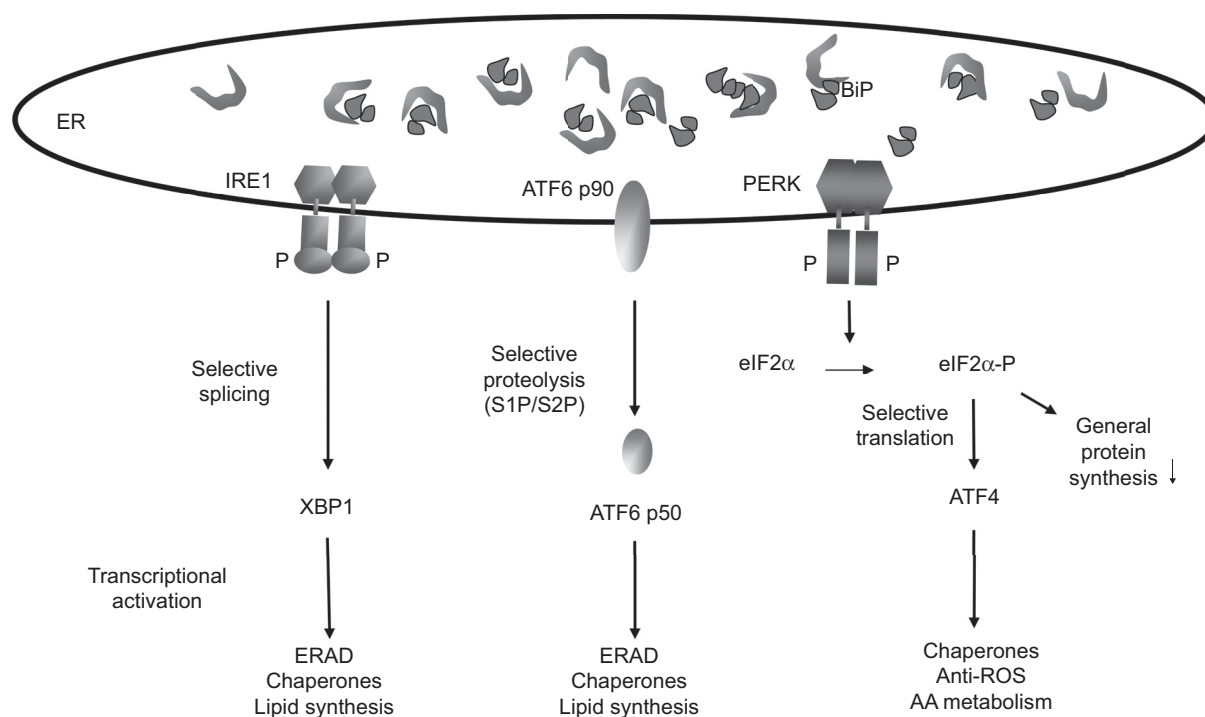 BiP
ER
IRE1
ATF6 p90
PERK
P
P
P
P
Selective
splicing
Selective
proteolysis
(S1P/S2P)
eIF2α
eIF2α-P
Selective
translation
General
protein
synthesis
XBP1
ATF6 p50
ATF4
Transcriptional
activation
ERAD
Chaperones
Lipid synthesis
ERAD
Chaperones
Lipid synthesis
Chaperones
Anti-ROS
AA metabolism